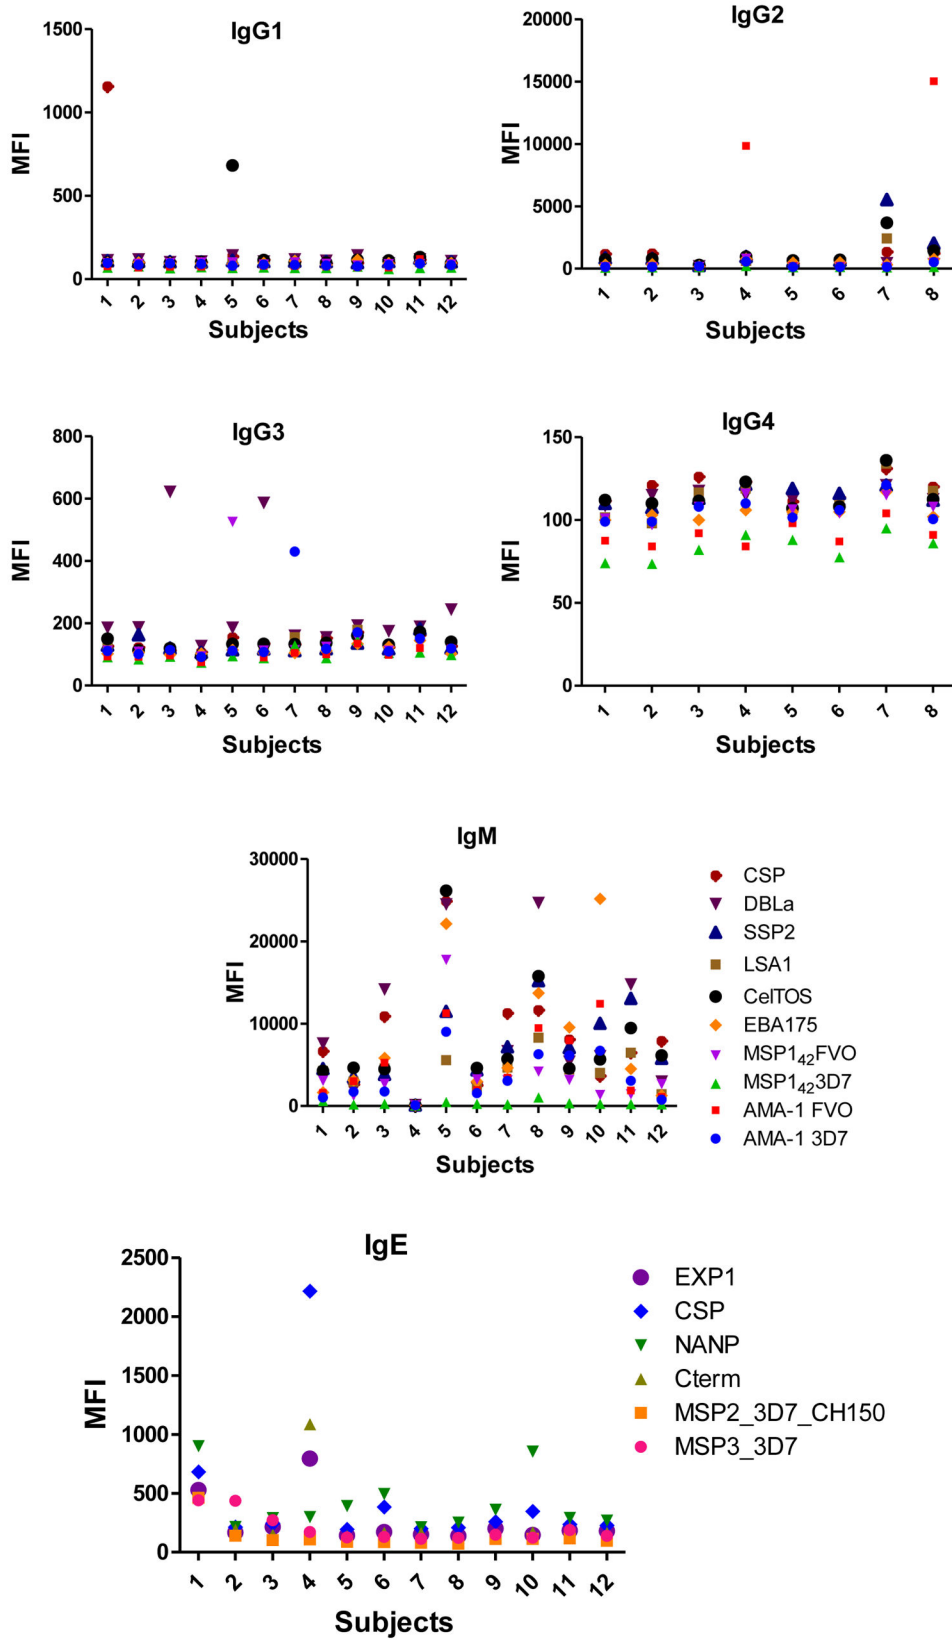 IgG1
1500
1000
500
0
MFI
1 2 3 4 5 6 7 8 9 10 11 12
Subjects
IgG2
20000
15000
10000
5000
0
MFI
1 2 3 4 5 6 7 8
Subjects
IgG3
800
600
400
200
0
MFI
1 2 3 4 5 6 7 8 9 10 11 12
Subjects
IgG4
150
100
50
0
MFI
1 2 3 4 5 6 7 8
Subjects
IgM
30000
20000
10000
0
MFI
1 2 3 4 5 6 7 8 9 10 11 12
Subjects
CSP
DBLa
SSP2
LSA1
CelTOS
EBA175
MSP1₄₂FVO
MSP1₄₂3D7
AMA-1 FVO
AMA-1 3D7
IgE
2500
2000
1500
1000
500
0
MFI
1 2 3 4 5 6 7 8 9 10 11 12
Subjects
EXP1
CSP
NANP
Cterm
MSP2_3D7_CH150
MSP3_3D7